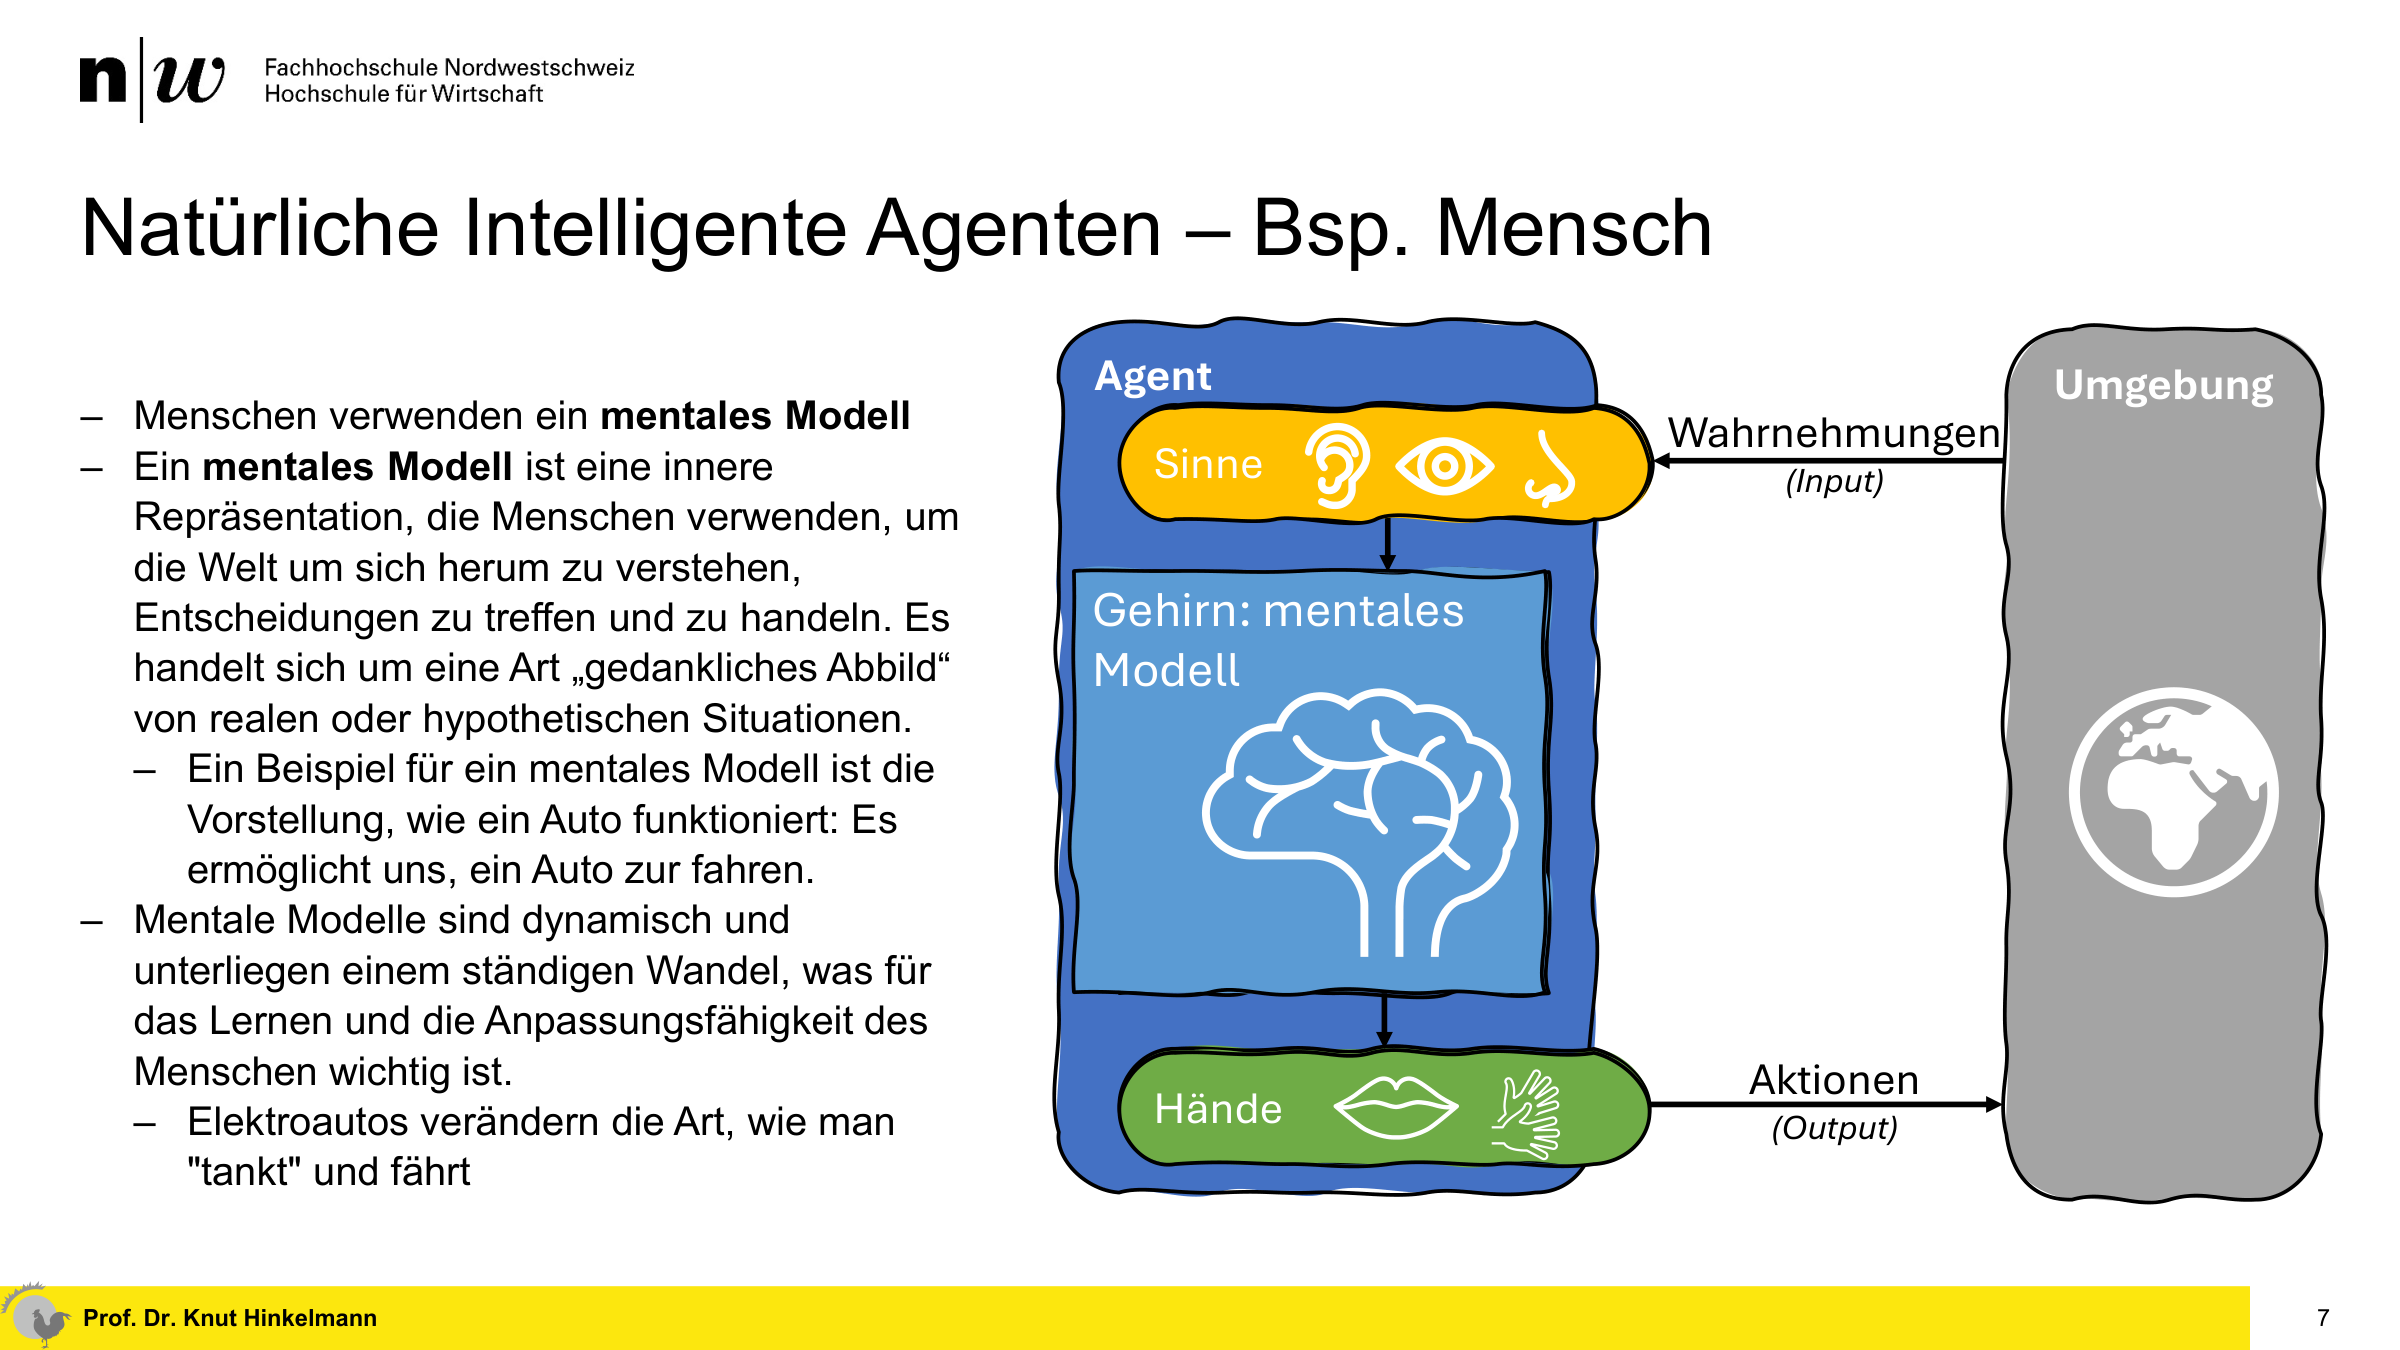 n|w Fachhochschule Nordwestschweiz
Hochschule für Wirtschaft
Natürliche Intelligente Agenten – Bsp. Mensch
– Menschen verwenden ein mentales Modell
– Ein mentales Modell ist eine innere
Repräsentation, die Menschen verwenden, um
die Welt um sich herum zu verstehen,
Entscheidungen zu treffen und zu handeln. Es
handelt sich um eine Art „gedankliches Abbild“
von realen oder hypothetischen Situationen.
– Ein Beispiel für ein mentales Modell ist die
Vorstellung, wie ein Auto funktioniert: Es
ermöglicht uns, ein Auto zur fahren.
– Mentale Modelle sind dynamisch und
unterliegen einem ständigen Wandel, was für
das Lernen und die Anpassungsfähigkeit des
Menschen wichtig ist.
– Elektroautos verändern die Art, wie man
"tankt" und fährt
Agent
Sinne
Gehirn: mentales
Modell
Hände
Wahrnehmungen
(Input)
Aktionen
(Output)
Umgebung
Prof. Dr. Knut Hinkelmann
7